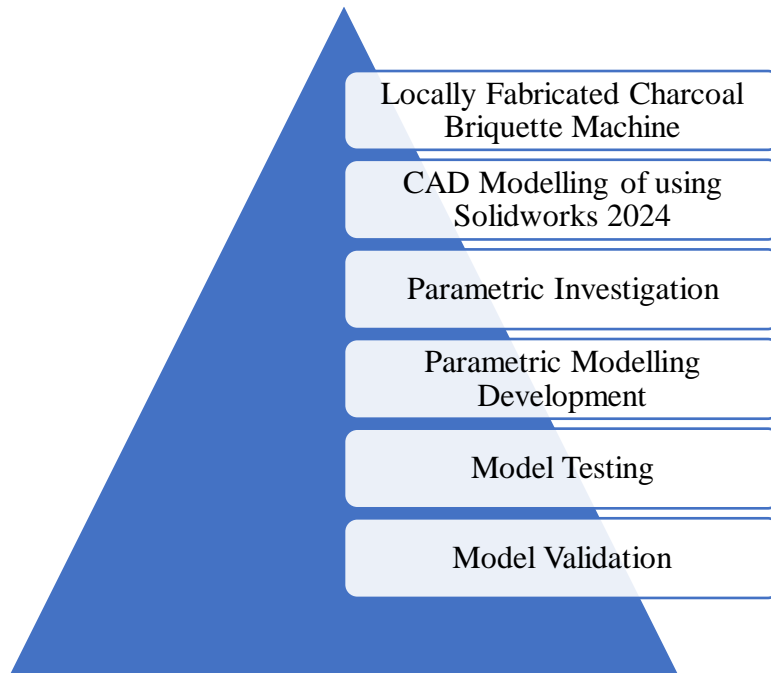 Locally Fabricated Charcoal
Briquette Machine
CAD Modelling of using
Solidworks 2024
Parametric Investigation
Parametric Modelling
Development
Model Testing
Model Validation